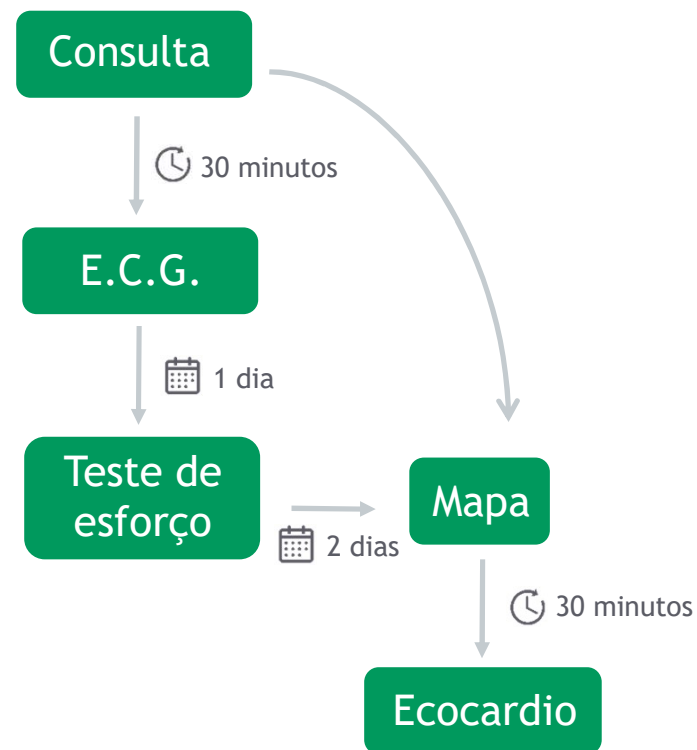 Consulta
30 minutos
E.C.G.
1 dia
Teste de
esforço
2 dias
Mapa
30 minutos
Ecocardio